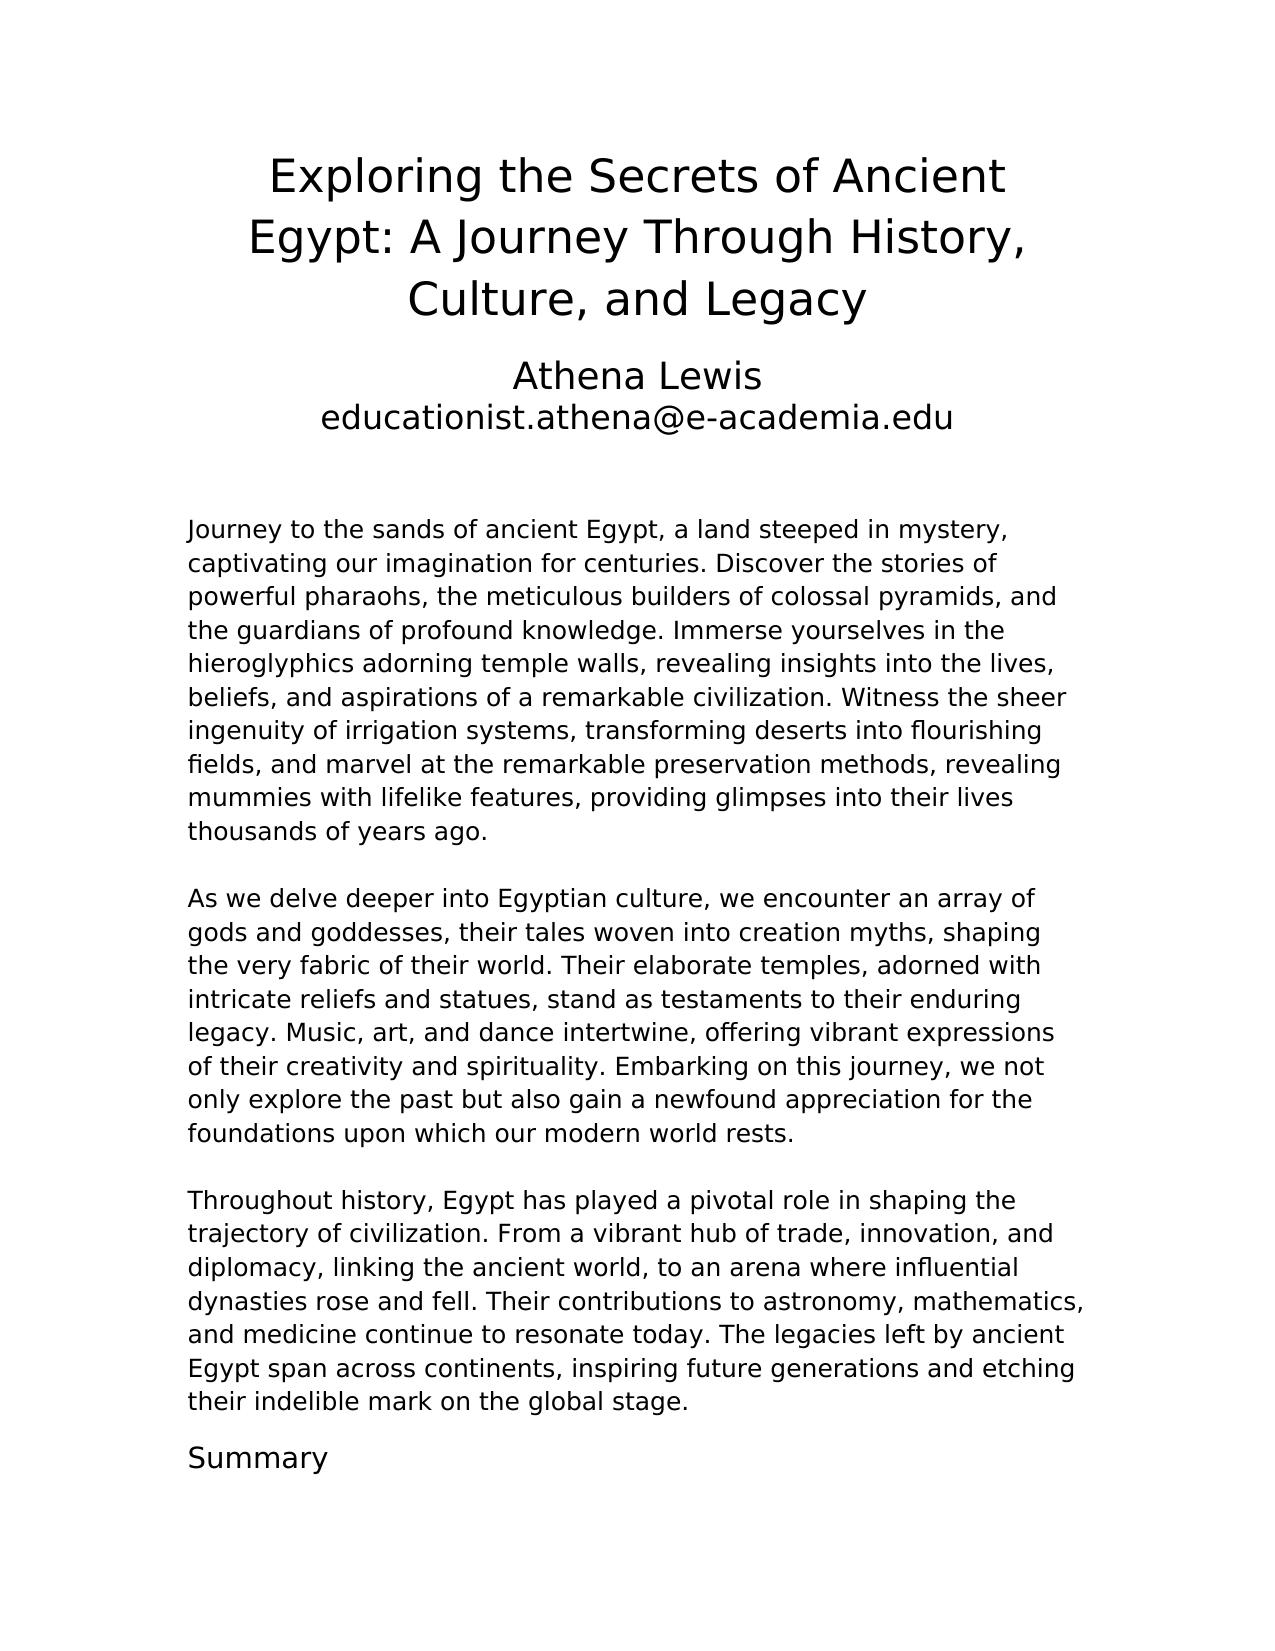 Exploring the Secrets of Ancient
Egypt: A Journey Through History,
Culture, and Legacy
Athena Lewis
educationist.athena@e-academia.edu
Journey to the sands of ancient Egypt, a land steeped in mystery,
captivating our imagination for centuries. Discover the stories of
powerful pharaohs, the meticulous builders of colossal pyramids, and
the guardians of profound knowledge. Immerse yourselves in the
hieroglyphics adorning temple walls, revealing insights into the lives,
beliefs, and aspirations of a remarkable civilization. Witness the sheer
ingenuity of irrigation systems, transforming deserts into flourishing
fields, and marvel at the remarkable preservation methods, revealing
mummies with lifelike features, providing glimpses into their lives
thousands of years ago.
As we delve deeper into Egyptian culture, we encounter an array of
gods and goddesses, their tales woven into creation myths, shaping
the very fabric of their world. Their elaborate temples, adorned with
intricate reliefs and statues, stand as testaments to their enduring
legacy. Music, art, and dance intertwine, offering vibrant expressions
of their creativity and spirituality. Embarking on this journey, we not
only explore the past but also gain a newfound appreciation for the
foundations upon which our modern world rests.
Throughout history, Egypt has played a pivotal role in shaping the
trajectory of civilization. From a vibrant hub of trade, innovation, and
diplomacy, linking the ancient world, to an arena where influential
dynasties rose and fell. Their contributions to astronomy, mathematics,
and medicine continue to resonate today. The legacies left by ancient
Egypt span across continents, inspiring future generations and etching
their indelible mark on the global stage.
Summary